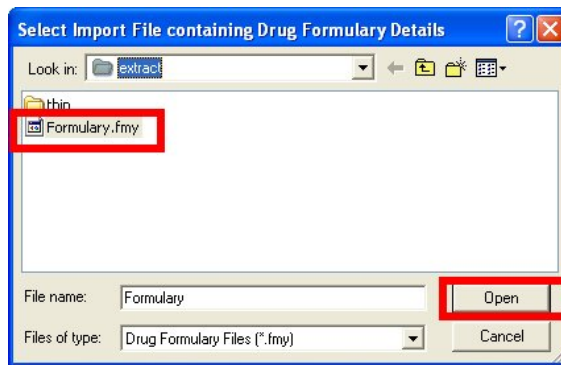 Select Import File containing Drug Formulary Details
Look in: extract
tbin
Formulary.fmy
File name: Formulary Open
Files of type: Drug Formulary Files (*.fmy) Cancel